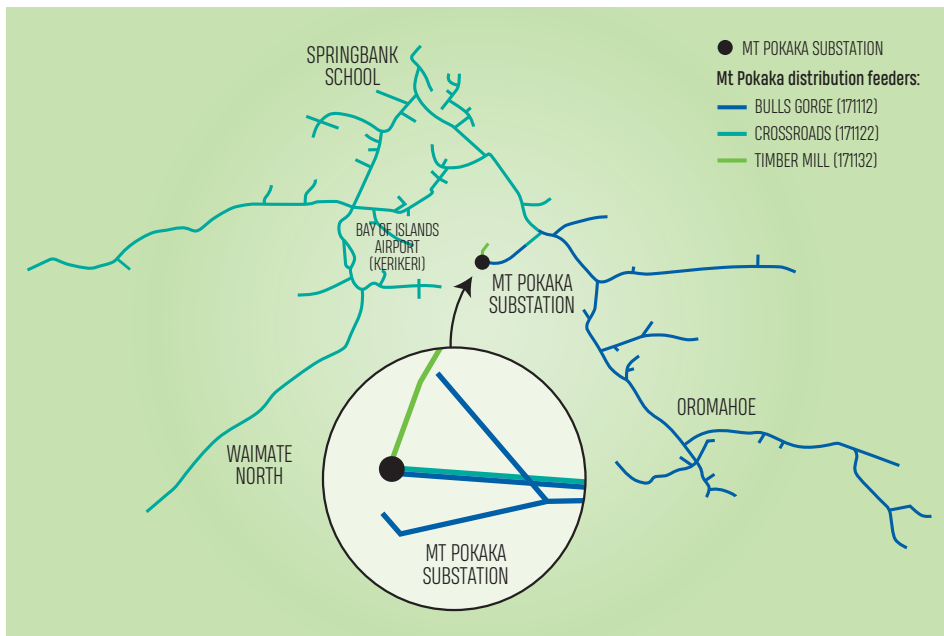 SPRINGBANK
SCHOOL
MT POKAKA SUBSTATION
Mt Pokaka distribution feeders:
BULLS GORGE (171112)
CROSSROADS (171122)
TIMBER MILL (171132)
BAY OF ISLANDS
AIRPORT
(KERIKERI)
MT POKAKA
SUBSTATION
OROMAHOE
WAIMATE
NORTH
MT POKAKA
SUBSTATION